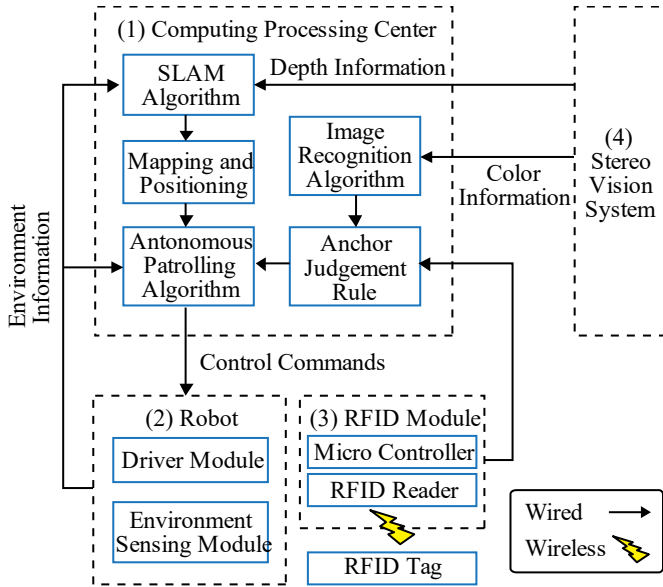 (1) Computing Processing Center
SLAM
Algorithm
Depth Information
Mapping and
Positioning
Image
Recognition
Algorithm
Color
Information
(4)
Stereo
Vision
System
Antonomous
Patrolling
Algorithm
Anchor
Judgement
Rule
Environment
Information
Control Commands
(2) Robot
Driver Module
Environment
Sensing Module
(3) RFID Module
Micro Controller
RFID Reader
RFID Tag
Wired
Wireless